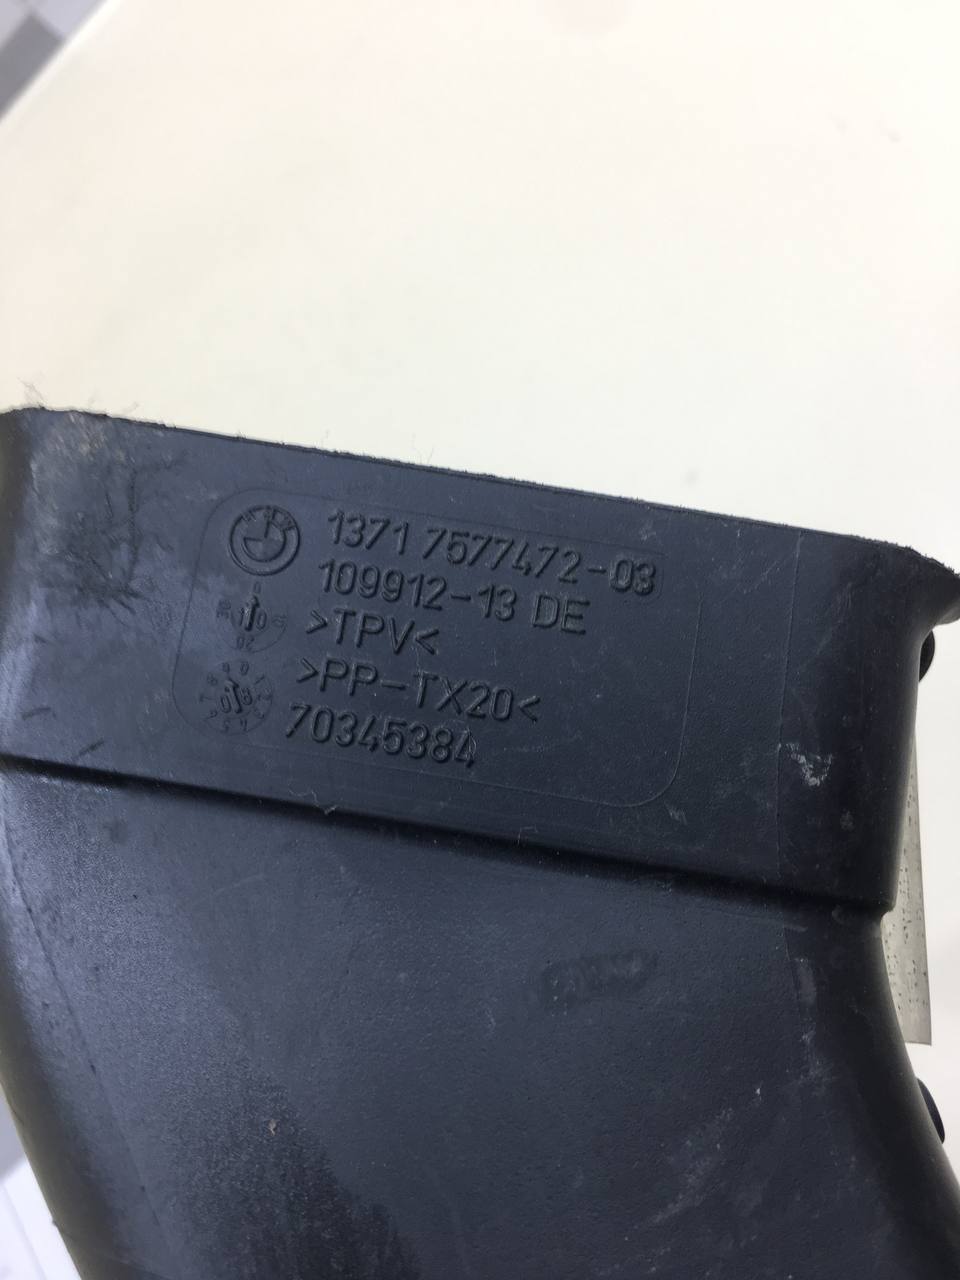 1371 7577472-03
109912-13 DE
>TPV<
>PP-TX20<
70345384